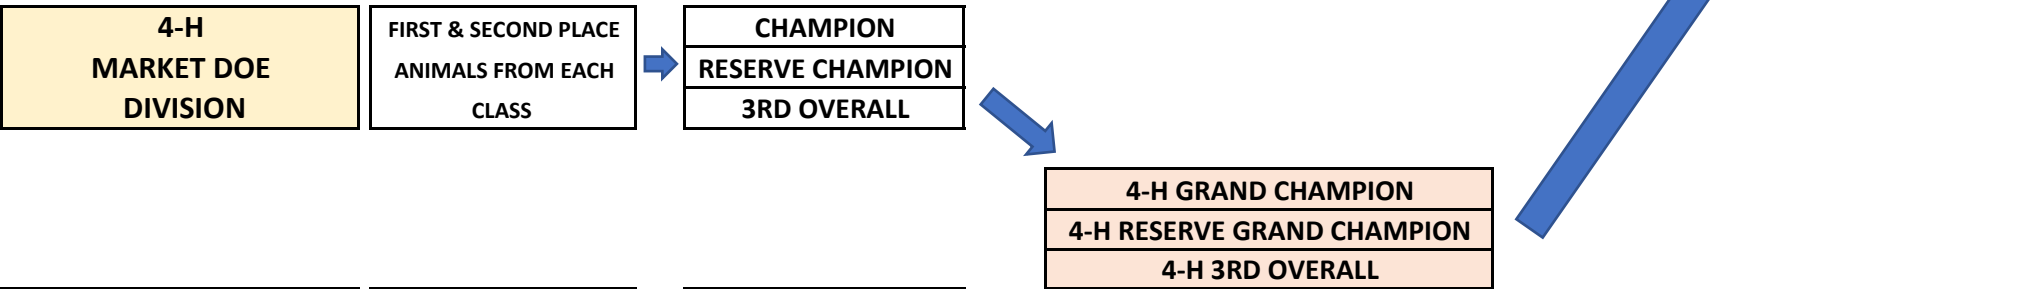 4-H
MARKET DOE
DIVISION
FIRST & SECOND PLACE
ANIMALS FROM EACH
CLASS
CHAMPION
RESERVE CHAMPION
3RD OVERALL
4-H GRAND CHAMPION
4-H RESERVE GRAND CHAMPION
4-H 3RD OVERALL